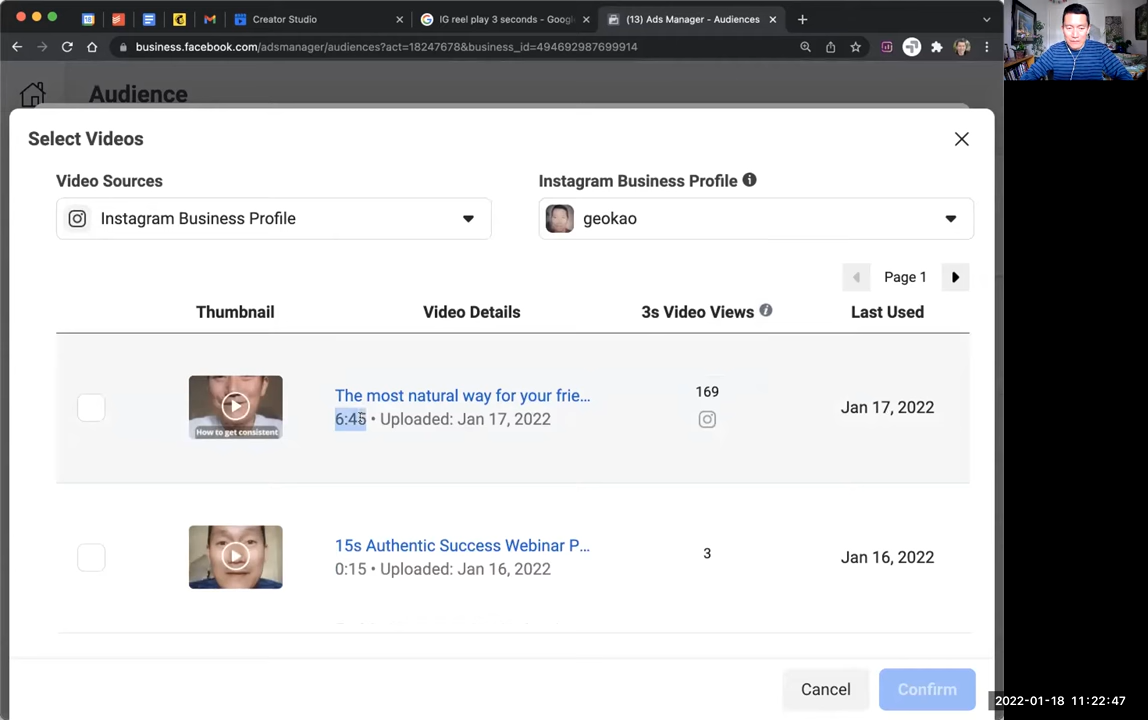 Creator Studio
IG reel play 3 seconds - Goog
(13) Ads Manager - Audiences
business.facebook.com/adsmanager/audiences?act=18247678&business_id=494692987699914
Audience
Select Videos
Video Sources
Instagram Business Profile
Instagram Business Profile
geokao
Page 1
Thumbnail
Video Details
3s Video Views
Last Used
How to get consistent
The most natural way for your frie...
6:45 • Uploaded: Jan 17, 2022
169
Jan 17, 2022
15s Authentic Success Webinar P...
0:15 • Uploaded: Jan 16, 2022
3
Jan 16, 2022
Cancel
Confirm
2022-01-18 11:22:47